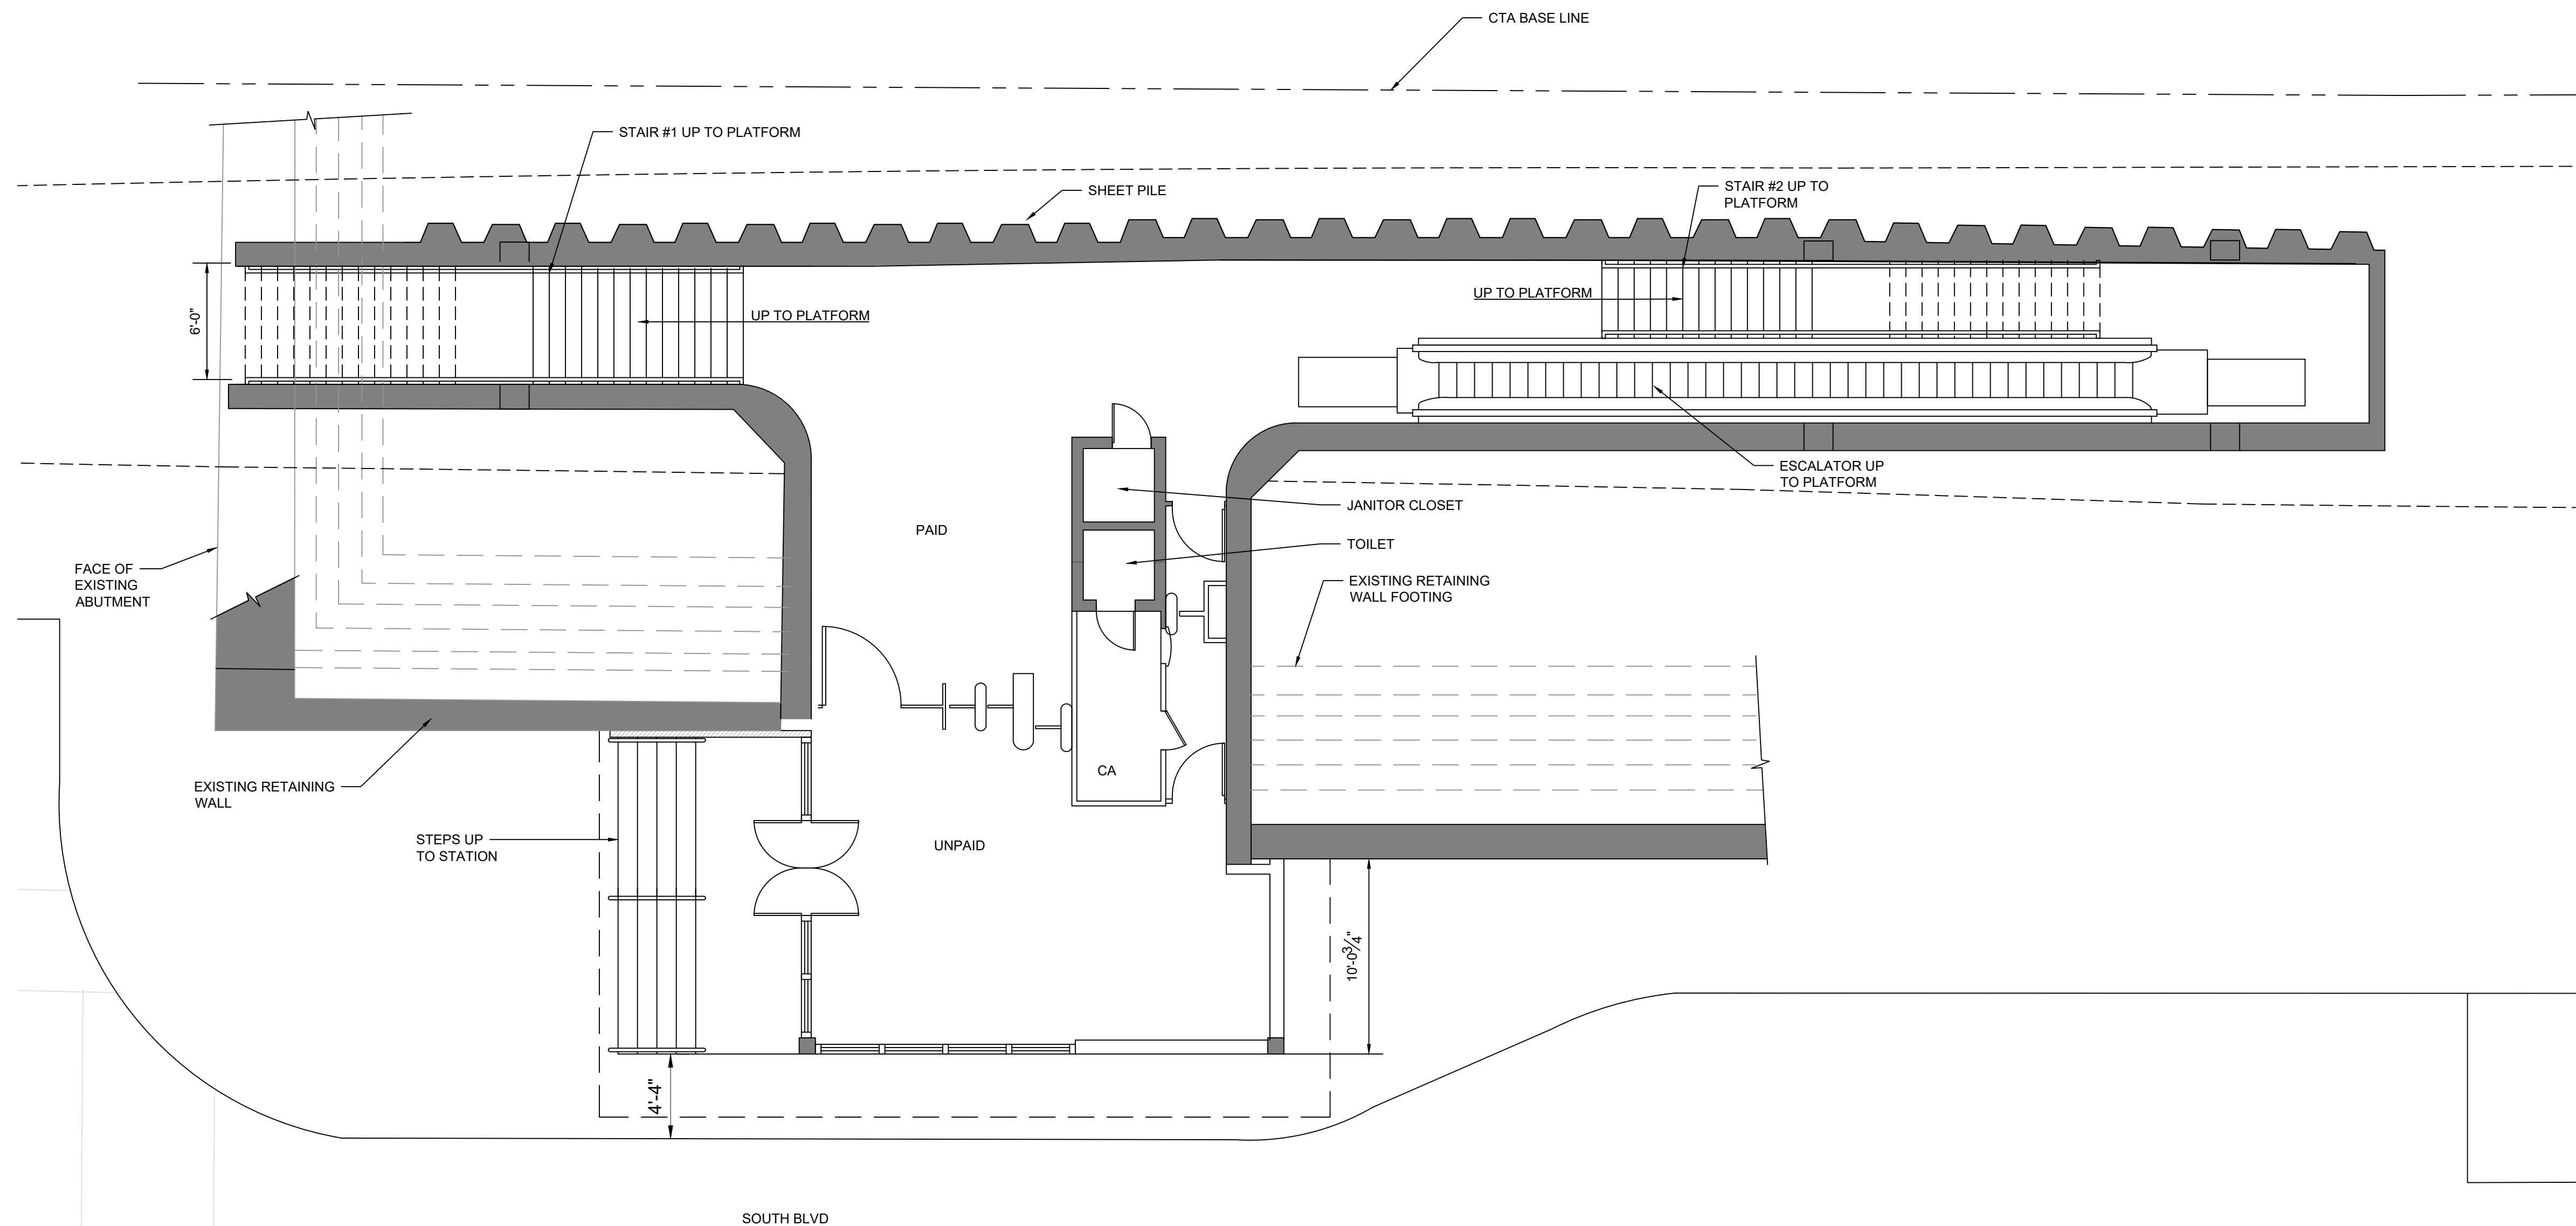 CTA BASE LINE
STAIR #1 UP TO PLATFORM
SHEET PILE
STAIR #2 UP TO
PLATFORM
UP TO PLATFORM
6'-0"
UP TO PLATFORM
ESCALATOR UP
TO PLATFORM
JANITOR CLOSET
PAID
TOILET
FACE OF
EXISTING
ABUTMENT
EXISTING RETAINING
WALL FOOTING
CA
EXISTING RETAINING
WALL
STEPS UP
TO STATION
UNPAID
10'-0¾"
4'-4"
SOUTH BLVD